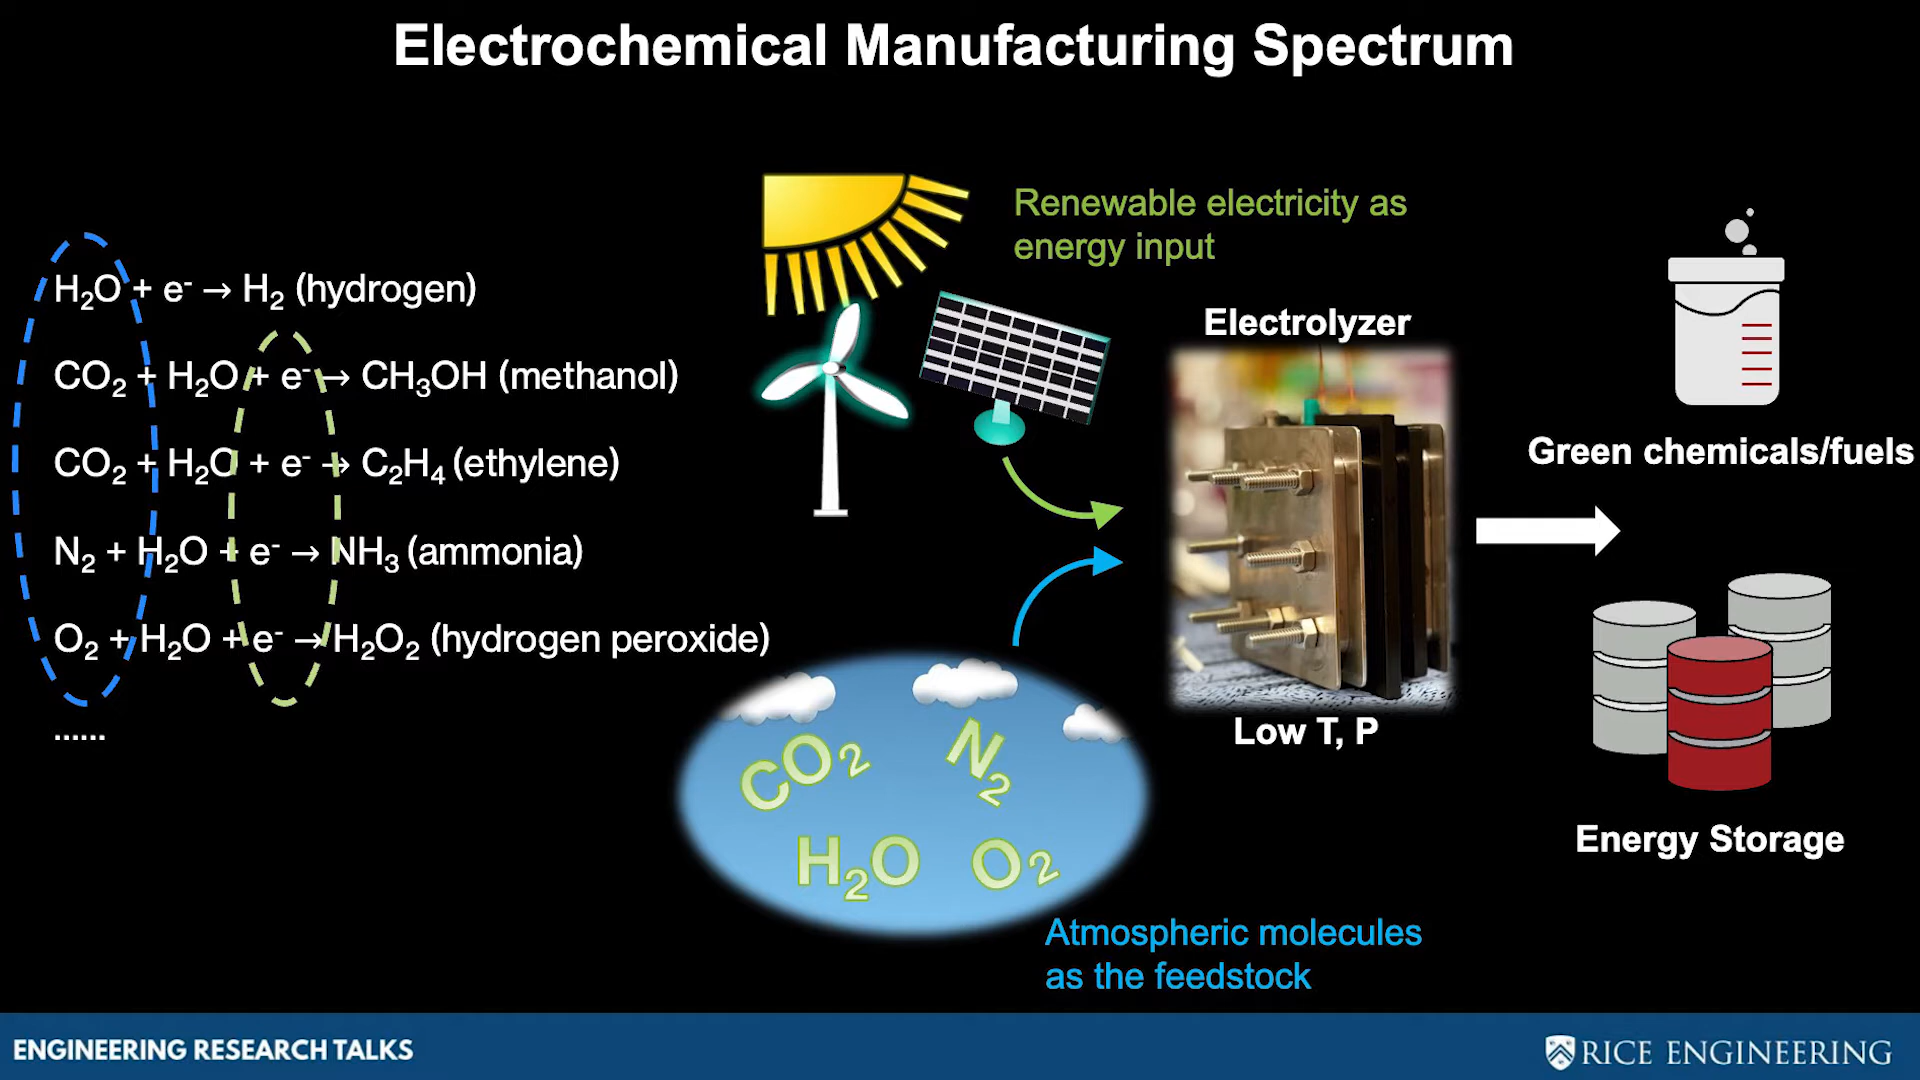 Electrochemical Manufacturing Spectrum
H₂O + e⁻ → H₂ (hydrogen)
CO₂ + H₂O + e⁻ → CH₃OH (methanol)
CO₂ + H₂O + e⁻ → C₂H₄ (ethylene)
N₂ + H₂O + e⁻ → NH₃ (ammonia)
O₂ + H₂O + e⁻ → H₂O₂ (hydrogen peroxide)
......
Renewable electricity as
energy input
Electrolyzer
Low T, P
CO₂
N₂
H₂O
O₂
Atmospheric molecules
as the feedstock
Green chemicals/fuels
Energy Storage
ENGINEERING RESEARCH TALKS
RICE ENGINEERING